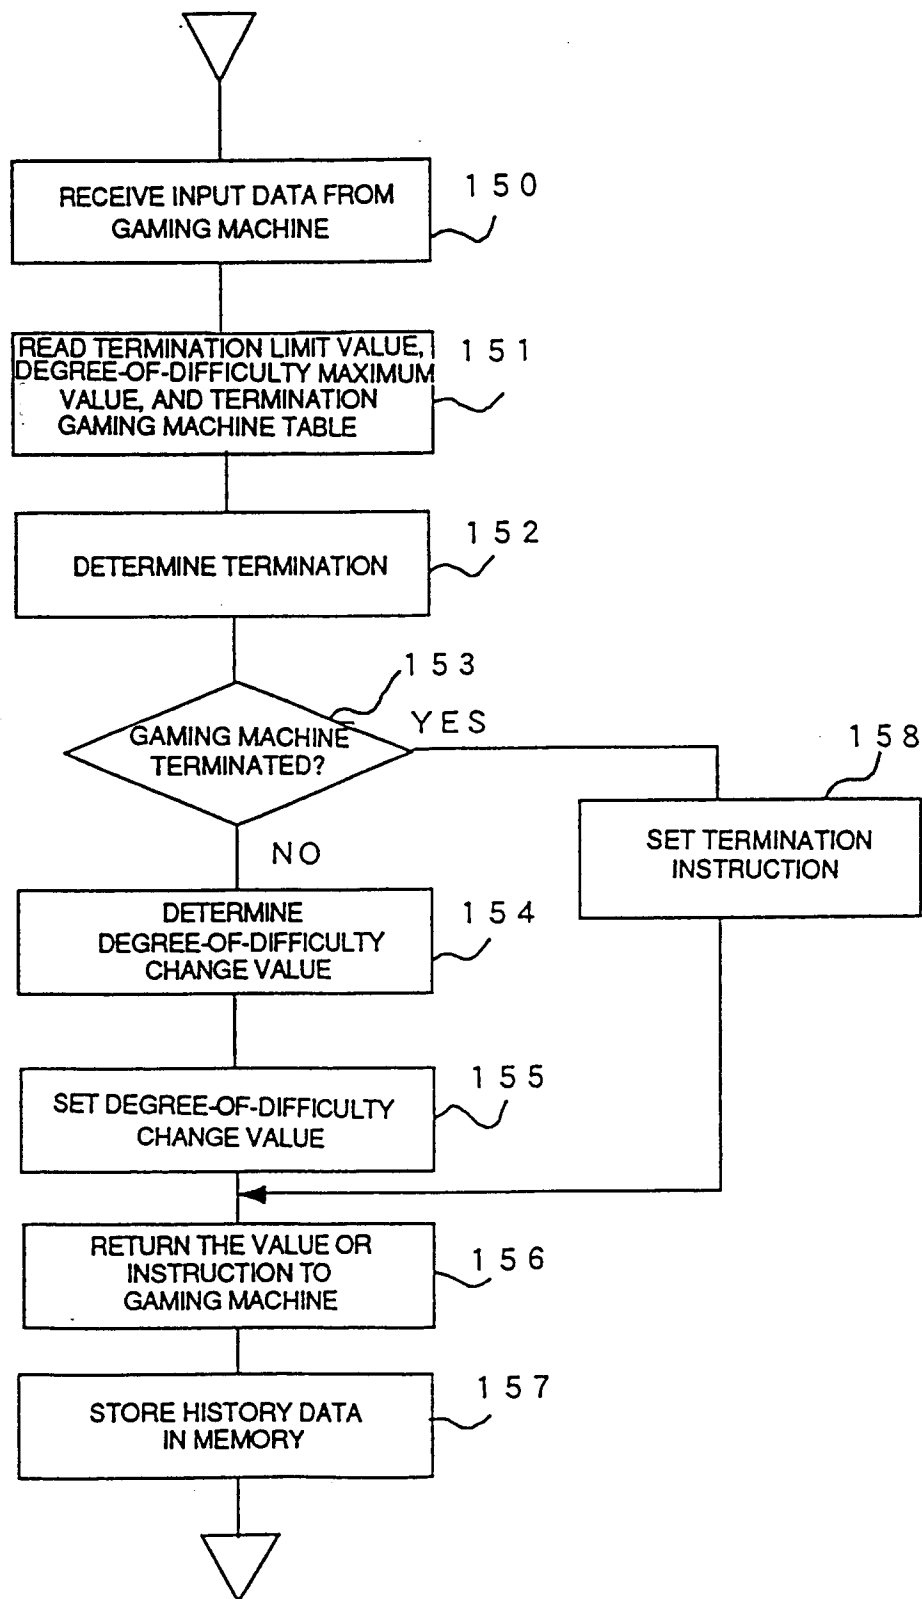 RECEIVE INPUT DATA FROM
GAMING MACHINE
150
READ TERMINATION LIMIT VALUE,
DEGREE-OF-DIFFICULTY MAXIMUM
VALUE, AND TERMINATION
GAMING MACHINE TABLE
151
DETERMINE TERMINATION
152
153
GAMING MACHINE
TERMINATED?
YES
158
SET TERMINATION
INSTRUCTION
NO
DETERMINE
DEGREE-OF-DIFFICULTY
CHANGE VALUE
154
SET DEGREE-OF-DIFFICULTY
CHANGE VALUE
155
RETURN THE VALUE OR
INSTRUCTION TO
GAMING MACHINE
156
STORE HISTORY DATA
IN MEMORY
157